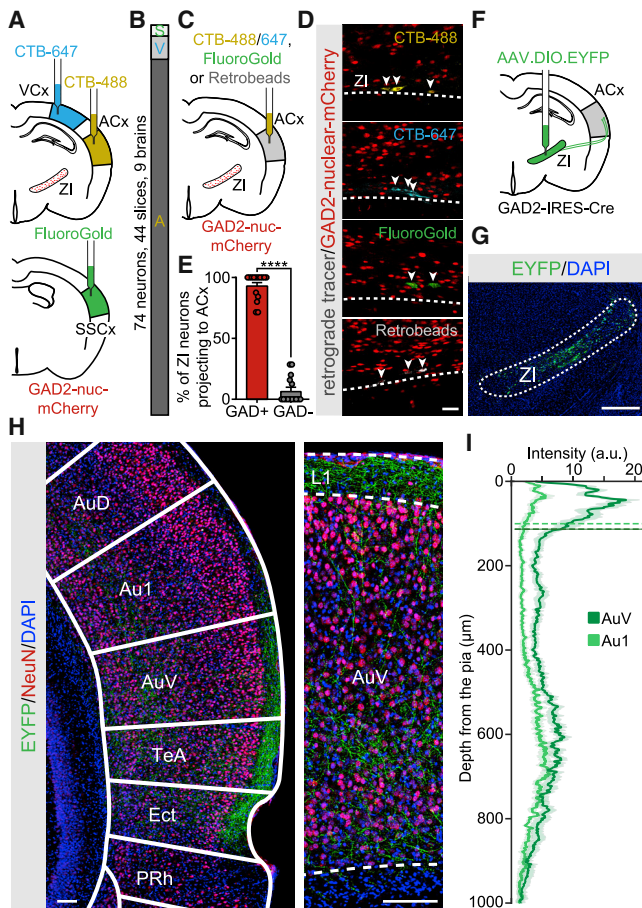 A
CTB-647
CTB-488
VCx
ACx
ZI
FluoroGold
SSCx
GAD2-nuc-
mCherry
B
S
V
A
74 neurons, 44 slices, 9 brains
C
CTB-488/647,
FluoroGold
or Retrobeads
ACx
ZI
GAD2-nuc-
mCherry
D
retrograde tracer/GAD2-nuclear-mCherry
CTB-488
ZI
CTB-647
FluoroGold
Retrobeads
E
****
% of ZI neurons
projecting to ACx
100
50
0
GAD+
GAD-
F
AAV.DIO.EYFP
ACx
ZI
GAD2-IRES-Cre
G
EYFP/DAPI
ZI
H
EYFP/NeuN/DAPI
AuD
Au1
AuV
TeA
Ect
PRh
L1
AuV
I
Intensity (a.u.)
0 10 20
Depth from the pia (µm)
0
200
400
600
800
1000
AuV
Au1